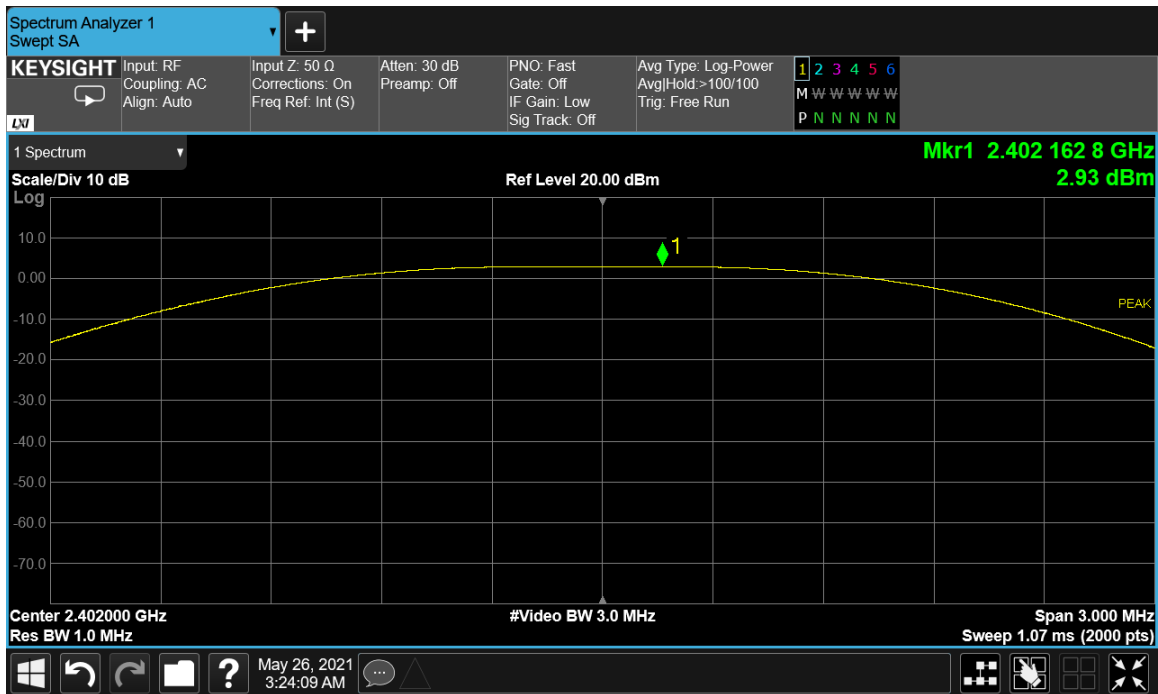 Spectrum Analyzer 1
Swept SA
▼
+
KEYSIGHT
LXI
Input: RF
Coupling: AC
Align: Auto
Input Z: 50 Ω
Corrections: On
Freq Ref: Int (S)
Atten: 30 dB
Preamp: Off
PNO: Fast
Gate: Off
IF Gain: Low
Sig Track: Off
Avg Type: Log-Power
Avg|Hold:>100/100
Trig: Free Run
1 2 3 4 5 6
M W W W W W
P N N N N N
1 Spectrum ▼
Mkr1 2.402 162 8 GHz
2.93 dBm
Scale/Div 10 dB
Ref Level 20.00 dBm
Log
10.0
0.00
-10.0
-20.0
-30.0
-40.0
-50.0
-60.0
-70.0
1
PEAK
Center 2.402000 GHz
#Video BW 3.0 MHz
Span 3.000 MHz
Res BW 1.0 MHz
Sweep 1.07 ms (2000 pts)
?
May 26, 2021
3:24:09 AM